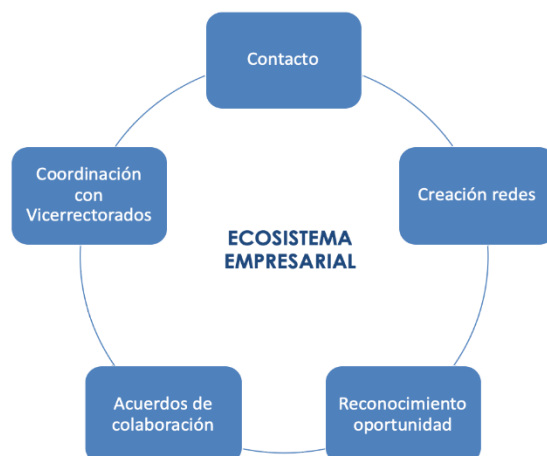 Contacto
Coordinación
con
Vicerrectorados
Creación redes
ECOSISTEMA
EMPRESARIAL
Acuerdos de
colaboración
Reconocimiento
oportunidad